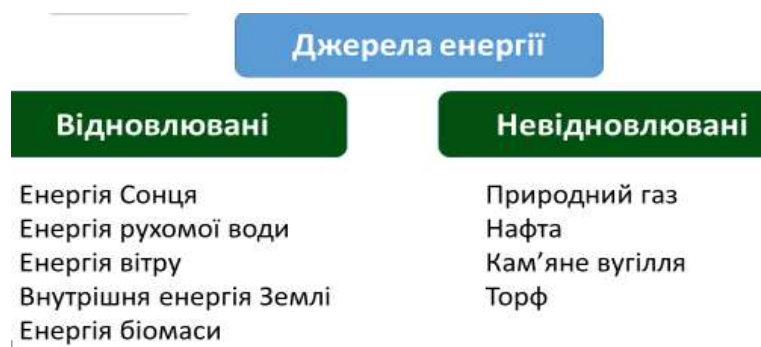 Джерела енергії
Відновлювані
Невідновлювані
Енергія Сонця
Енергія рухомої води
Енергія вітру
Внутрішня енергія Землі
Енергія біомаси
Природний газ
Нафта
Кам’яне вугілля
Торф